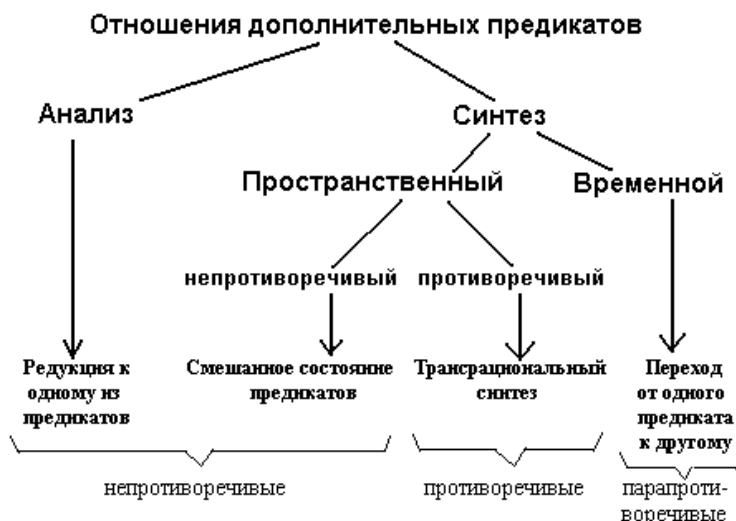 Отношения дополнительных предикатов
Анализ
Синтез
Пространственный
Временной
непротиворечивый
противоречивый
Редукция к
одному из
предикатов
Смешанное состояние
предикатов
Трансрациональный
синтез
Переход
от одного
предиката
к другому
непротиворечивые
противоречивые
парапроти-
воречивые